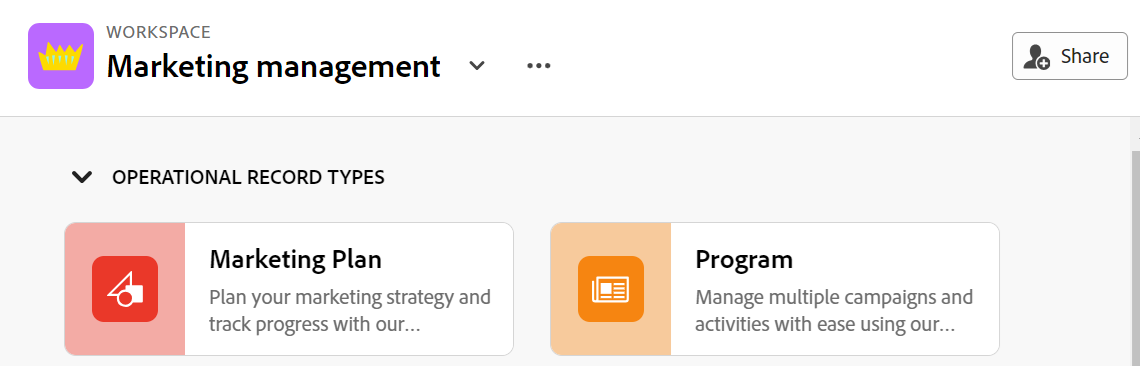 WORKSPACE
Marketing management
Share
OPERATIONAL RECORD TYPES
Marketing Plan
Plan your marketing strategy and
track progress with our...
Program
Manage multiple campaigns and
activities with ease using our...